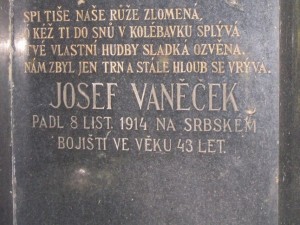 SPI TIŠE NAŠE RŮŽE ZLOMENÁ,
Ó KÉŽ TI DO SNŮ V KOLÉBAVKU SPLÝVÁ
TVÉ VLASTNÍ HUDBY SLADKÁ OZVĚNA.
NÁM ZBYL JEN TRN A STÁLE HLOUB SE VRÝVÁ.
JOSEF VANĚČEK
PADL 8 LIST. 1914 NA SRBSKÉM
BOJIŠTI VE VĚKU 43 LET.